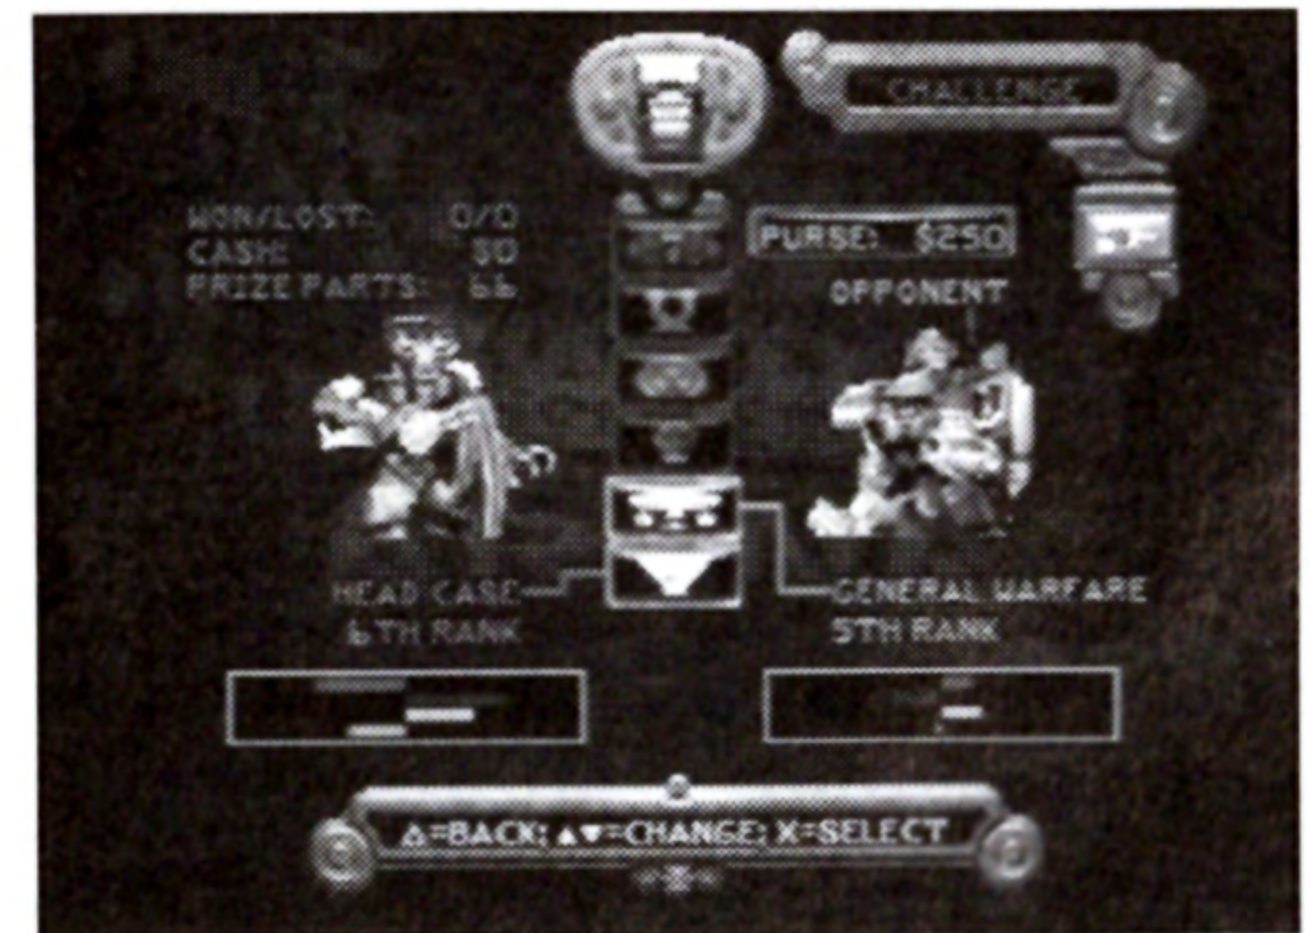 CHALLENGE
WON/LOST: 0/0
CASH: $0
PRIZE PARTS: 66
PURSE: $250
OPPONENT
HEAD CASE
6TH RANK
GENERAL WARFARE
5TH RANK
△=BACK; ▲▼=CHANGE; X=SELECT